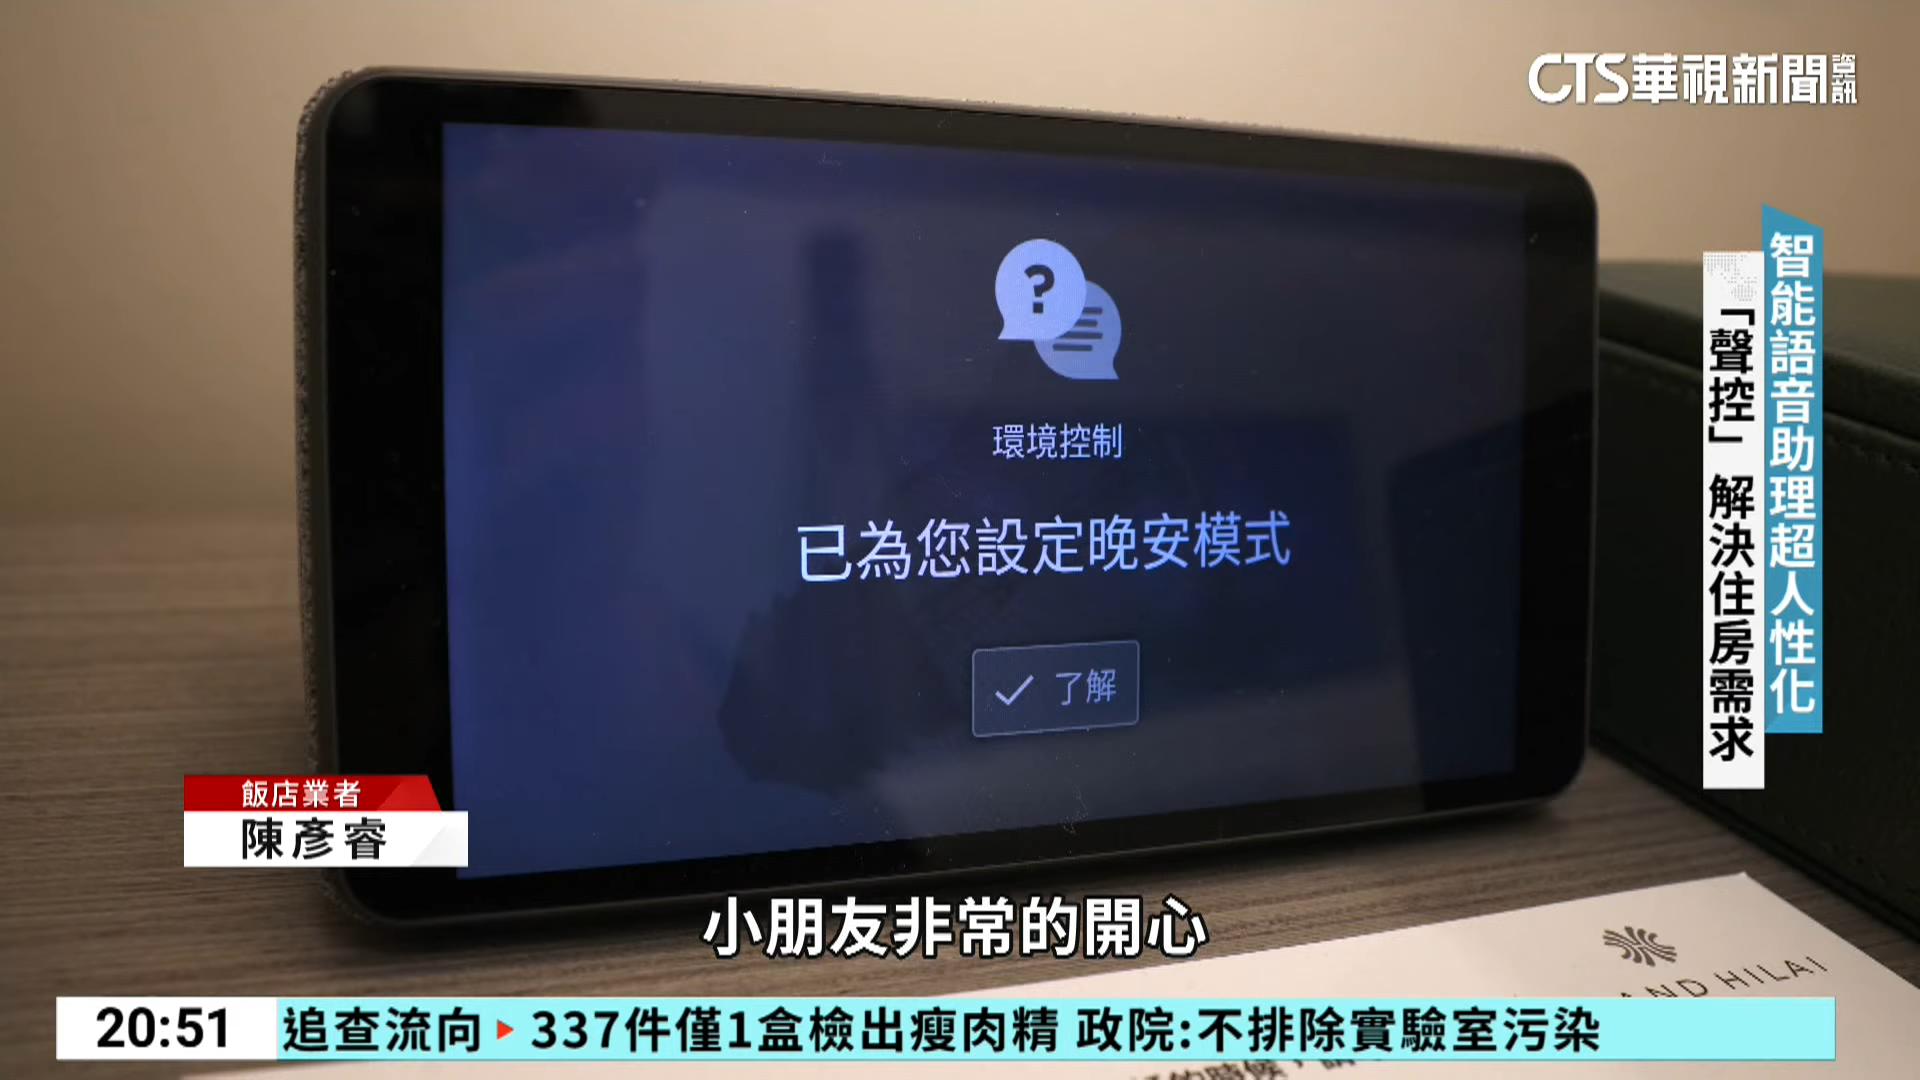 CTS華視新聞資訊
智能語音助理超人性化
「聲控」 解決住房需求
?
環境控制
已為您設定晚安模式
✓ 了解
飯店業者
陳彥睿
小朋友非常的開心
AND HILAI
20:51 追查流向▶337件僅1盒檢出瘦肉精 政院:不排除實驗室污染